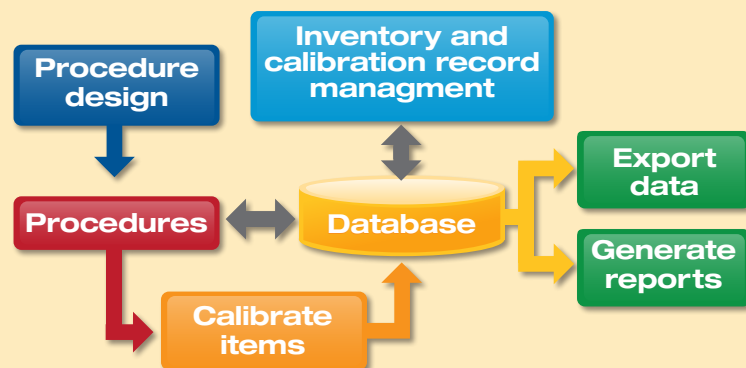 Procedure
design
Inventory and
calibration record
managment
Procedures
Database
Export
data
Generate
reports
Calibrate
items